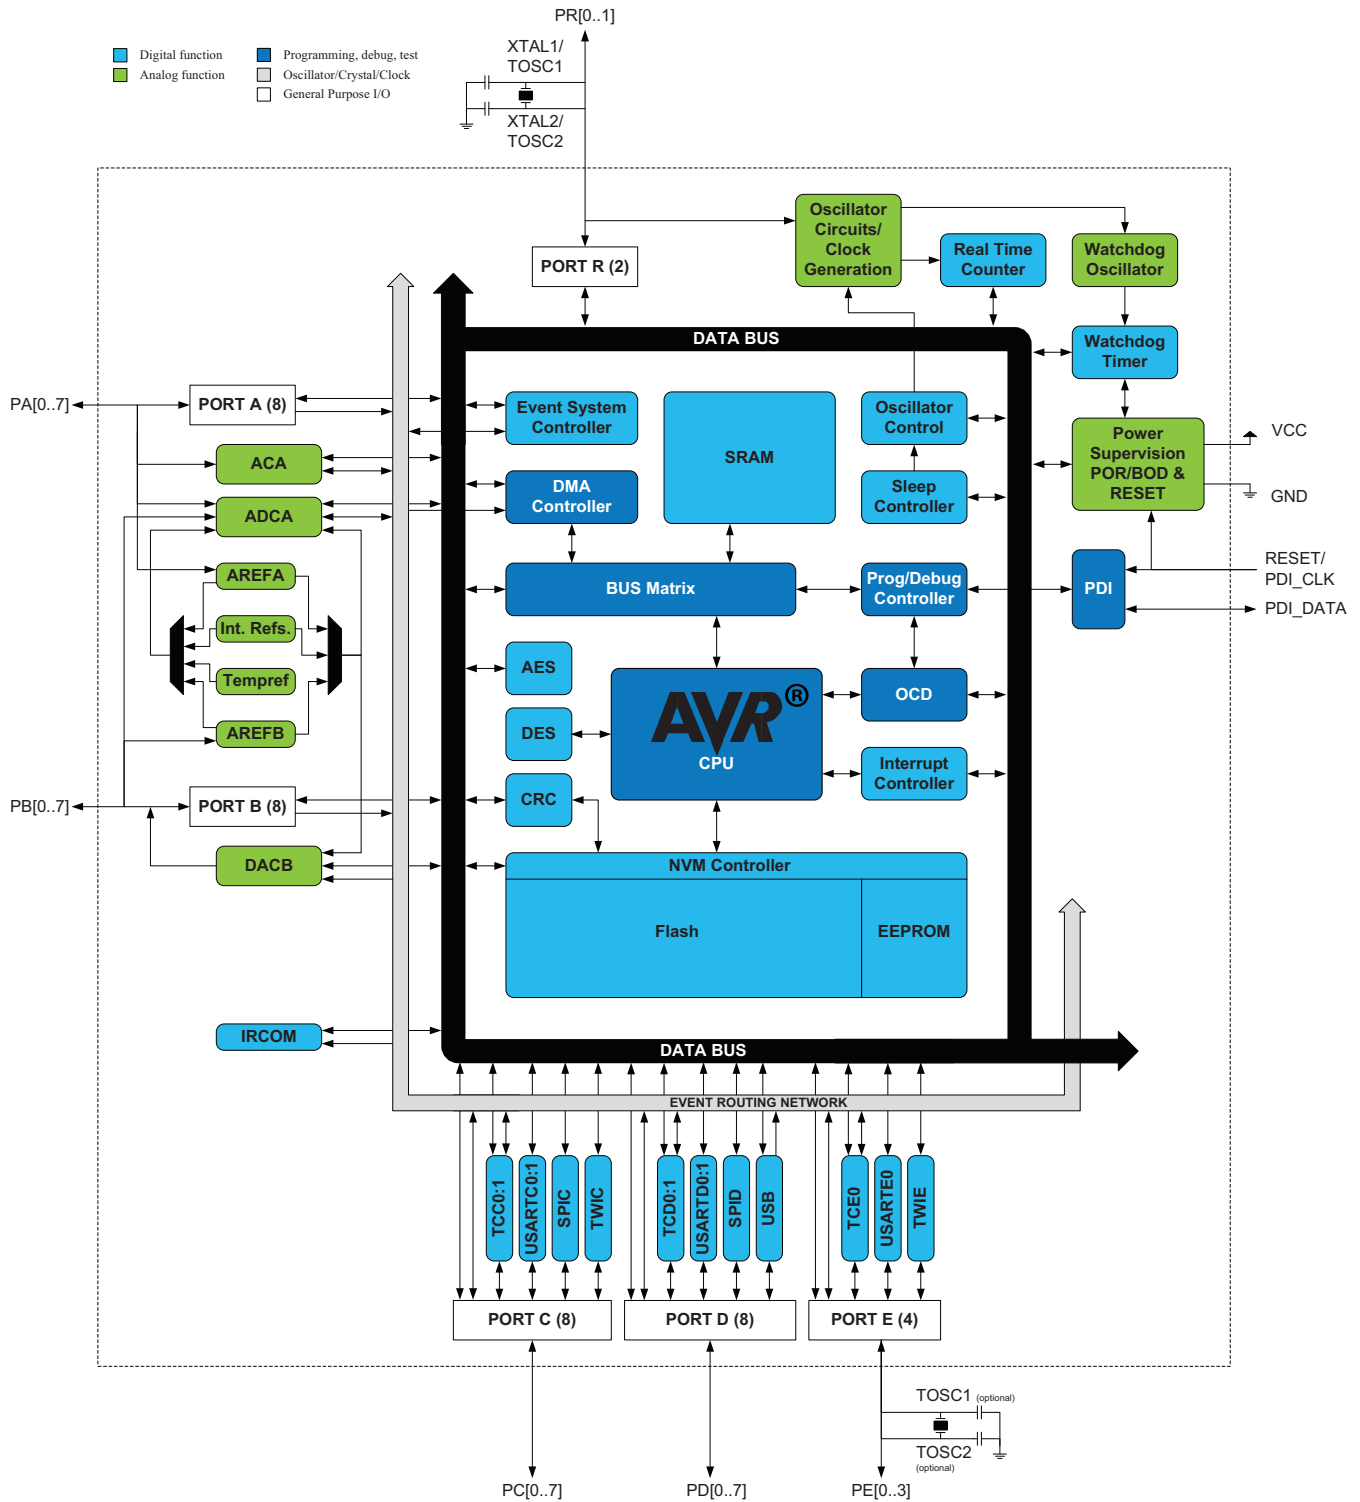 PR[0..1]
XTAL1/
TOSC1
XTAL2/
TOSC2
Digital function
Analog function
Programming, debug, test
Oscillator/Crystal/Clock
General Purpose I/O
Oscillator
Circuits/
Clock
Generation
Real Time
Counter
Watchdog
Oscillator
PORT R (2)
DATA BUS
Watchdog
Timer
PA[0..7]
PORT A (8)
Event System
Controller
SRAM
Oscillator
Control
Power
Supervision
POR/BOD &
RESET
VCC
GND
ACA
DMA
Controller
Sleep
Controller
ADCA
RESET/
PDI_CLK
PDI_DATA
AREFA
BUS Matrix
Prog/Debug
Controller
PDI
Int. Refs.
AES
Tempref
AVR®
CPU
OCD
AREFB
DES
Interrupt
Controller
PB[0..7]
PORT B (8)
CRC
DACB
NVM Controller
Flash
EEPROM
IRCOM
DATA BUS
EVENT ROUTING NETWORK
TCC0:1
USARTC0:1
SPIC
TWIC
TCD0:1
USARTD0:1
SPID
USB
TCE0
USARTE0
TWIE
PORT C (8)
PORT D (8)
PORT E (4)
TOSC1 (optional)
TOSC2
(optional)
PC[0..7]
PD[0..7]
PE[0..3]